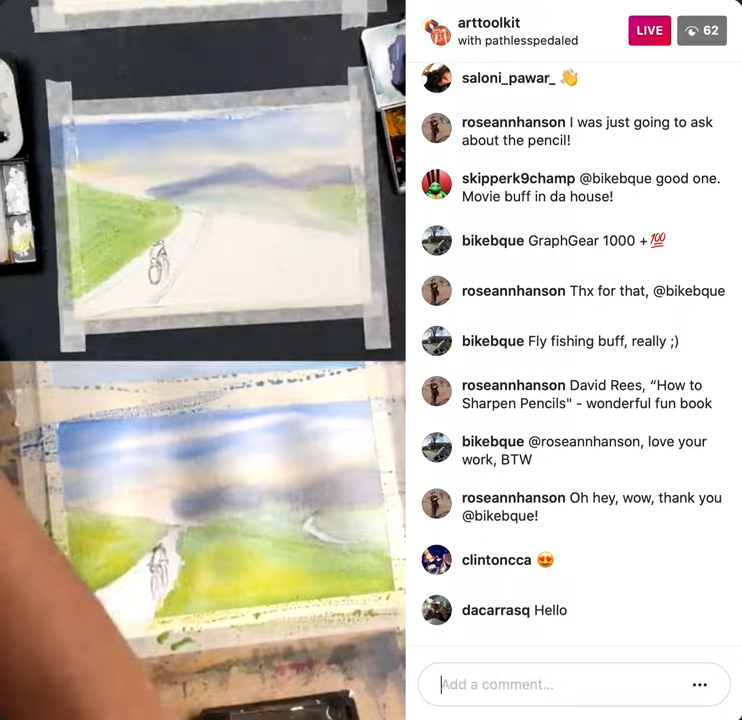 arttoolkit
with pathlesspedaled
LIVE
62
saloni_pawar_ 👋
roseannhanson I was just going to ask
about the pencil!
skipperk9champ @bikebque good one.
Movie buff in da house!
bikebque GraphGear 1000 +💯
roseannhanson Thx for that, @bikebque
bikebque Fly fishing buff, really ;)
roseannhanson David Rees, “How to
Sharpen Pencils" - wonderful fun book
bikebque @roseannhanson, love your
work, BTW
roseannhanson Oh hey, wow, thank you
@bikebque!
clintoncca 😍
dacarrasq Hello
Add a comment...